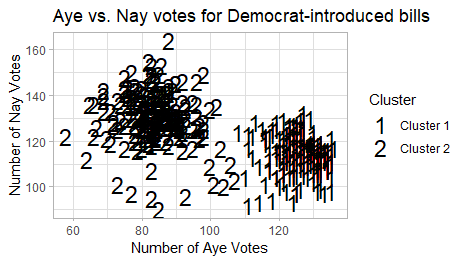 Aye vs. Nay votes for Democrat-introduced bills
Number of Nay Votes
160
140
120
100
60
80
100
120
Number of Aye Votes
Cluster
1 Cluster 1
2 Cluster 2